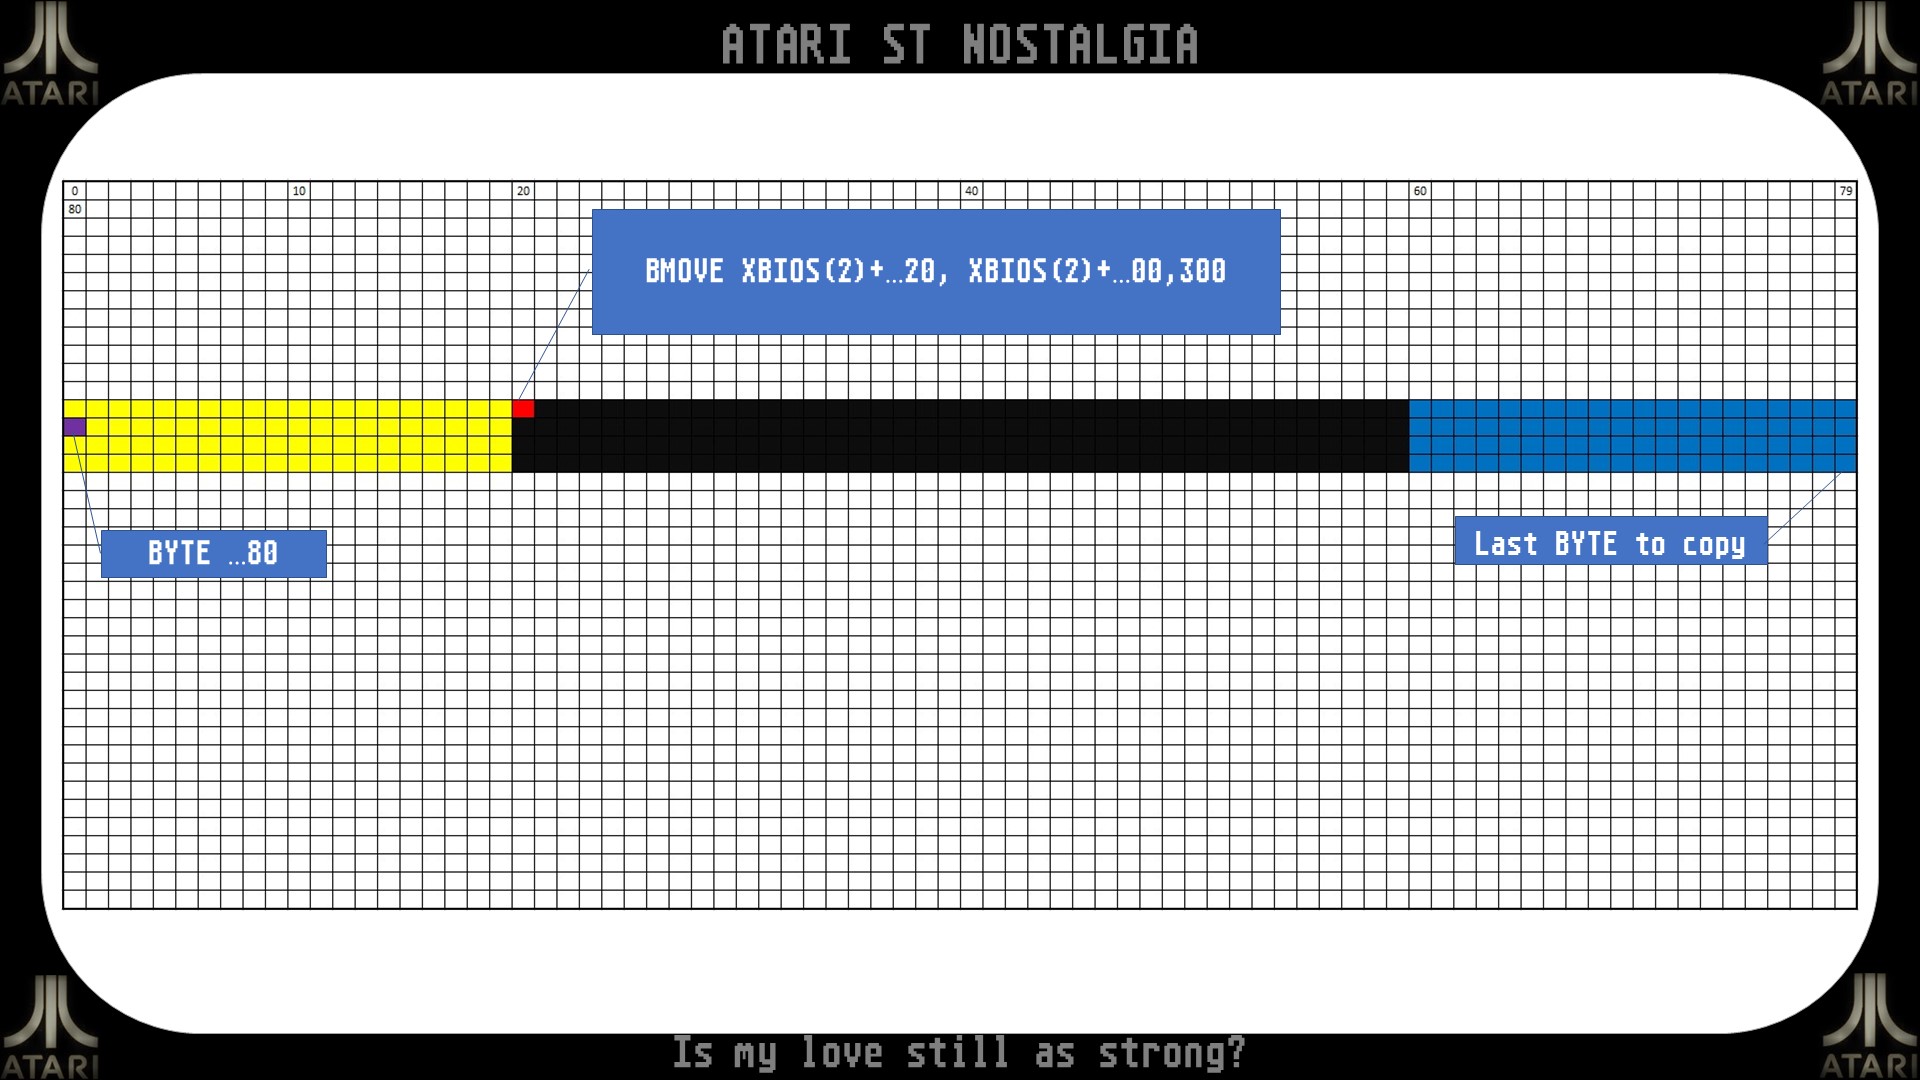 ATARI ST NOSTALGIA
ATARI
ATARI
0 10 20 40 60 79
80
BMOVE XBIOS(2)+…20, XBIOS(2)+…00,300
Last BYTE to copy
BYTE …80
Is my love still as strong?
ATARI
ATARI